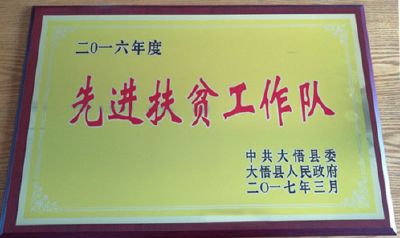 二〇一六年度
先进扶贫工作队
中共大悟县委
大悟县人民政府
二〇一七年三月